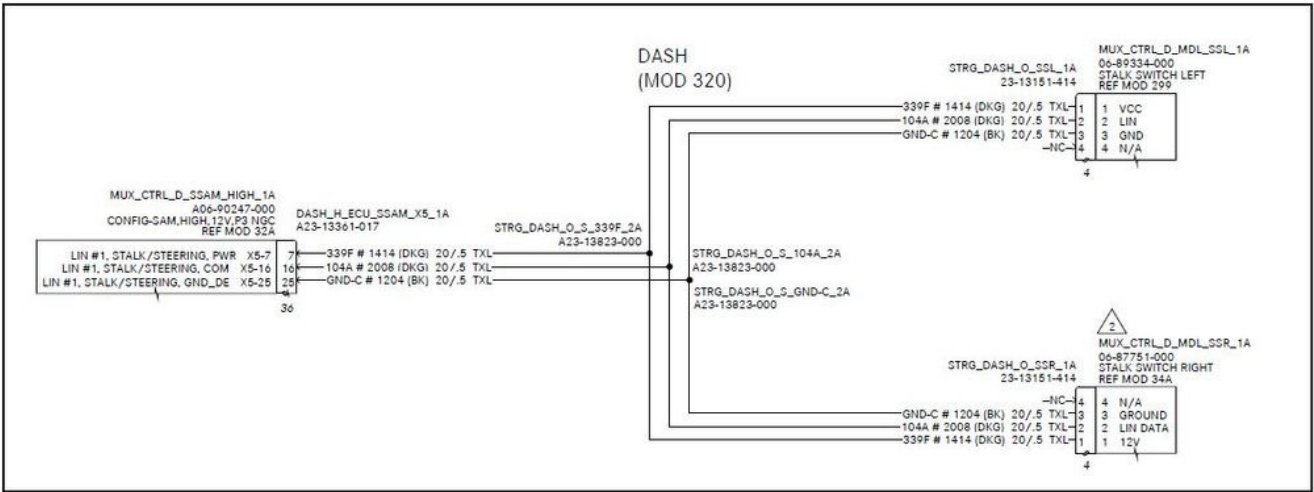 DASH
(MOD 320)
MUX_CTRL_D_MDL_SSL_1A
06-89334-000
STALK SWITCH LEFT
REF MOD 299
STRG_DASH_O_SSL_1A
23-13151-414
339F # 1414 (DKG) 20/.5 TXL 1 1 VCC
104A # 2008 (DKG) 20/.5 TXL 2 2 LIN
GND-C # 1204 (BK) 20/.5 TXL 3 3 GND
NC 4 4 N/A
4
MUX_CTRL_D_SSAM_HIGH_1A
A06-90247-000
CONFIG-SAM,HIGH,12V,P3 NGC
REF MOD 32A
DASH_H_ECU_SSAM_X5_1A
A23-13361-017
LIN #1, STALK/STEERING, PWR X5-7 7 339F # 1414 (DKG) 20/.5 TXL
LIN #1, STALK/STEERING, COM X5-16 16 104A # 2008 (DKG) 20/.5 TXL
LIN #1, STALK/STEERING, GND_DE X5-25 25 GND-C # 1204 (BK) 20/.5 TXL
36
STRG_DASH_O_S_339F_2A
A23-13823-000
STRG_DASH_O_S_104A_2A
A23-13823-000
STRG_DASH_O_S_GND-C_2A
A23-13823-000
2
MUX_CTRL_D_MDL_SSR_1A
06-87751-000
STALK SWITCH RIGHT
REF MOD 34A
STRG_DASH_O_SSR_1A
23-13151-414
NC 4 4 N/A
GND-C # 1204 (BK) 20/.5 TXL 3 3 GROUND
104A # 2008 (DKG) 20/.5 TXL 2 2 LIN DATA
339F # 1414 (DKG) 20/.5 TXL 1 1 12V
4